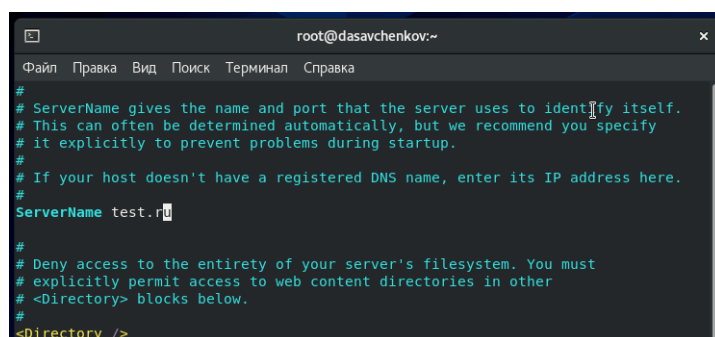 root@dasavchenkov:~
Файл Правка Вид Поиск Терминал Справка
#
# ServerName gives the name and port that the server uses to identify itself.
# This can often be determined automatically, but we recommend you specify
# it explicitly to prevent problems during startup.
#
# If your host doesn't have a registered DNS name, enter its IP address here.
#
ServerName test.ru
#
# Deny access to the entirety of your server's filesystem. You must
# explicitly permit access to web content directories in other
# <Directory> blocks below.
#
<Directory />